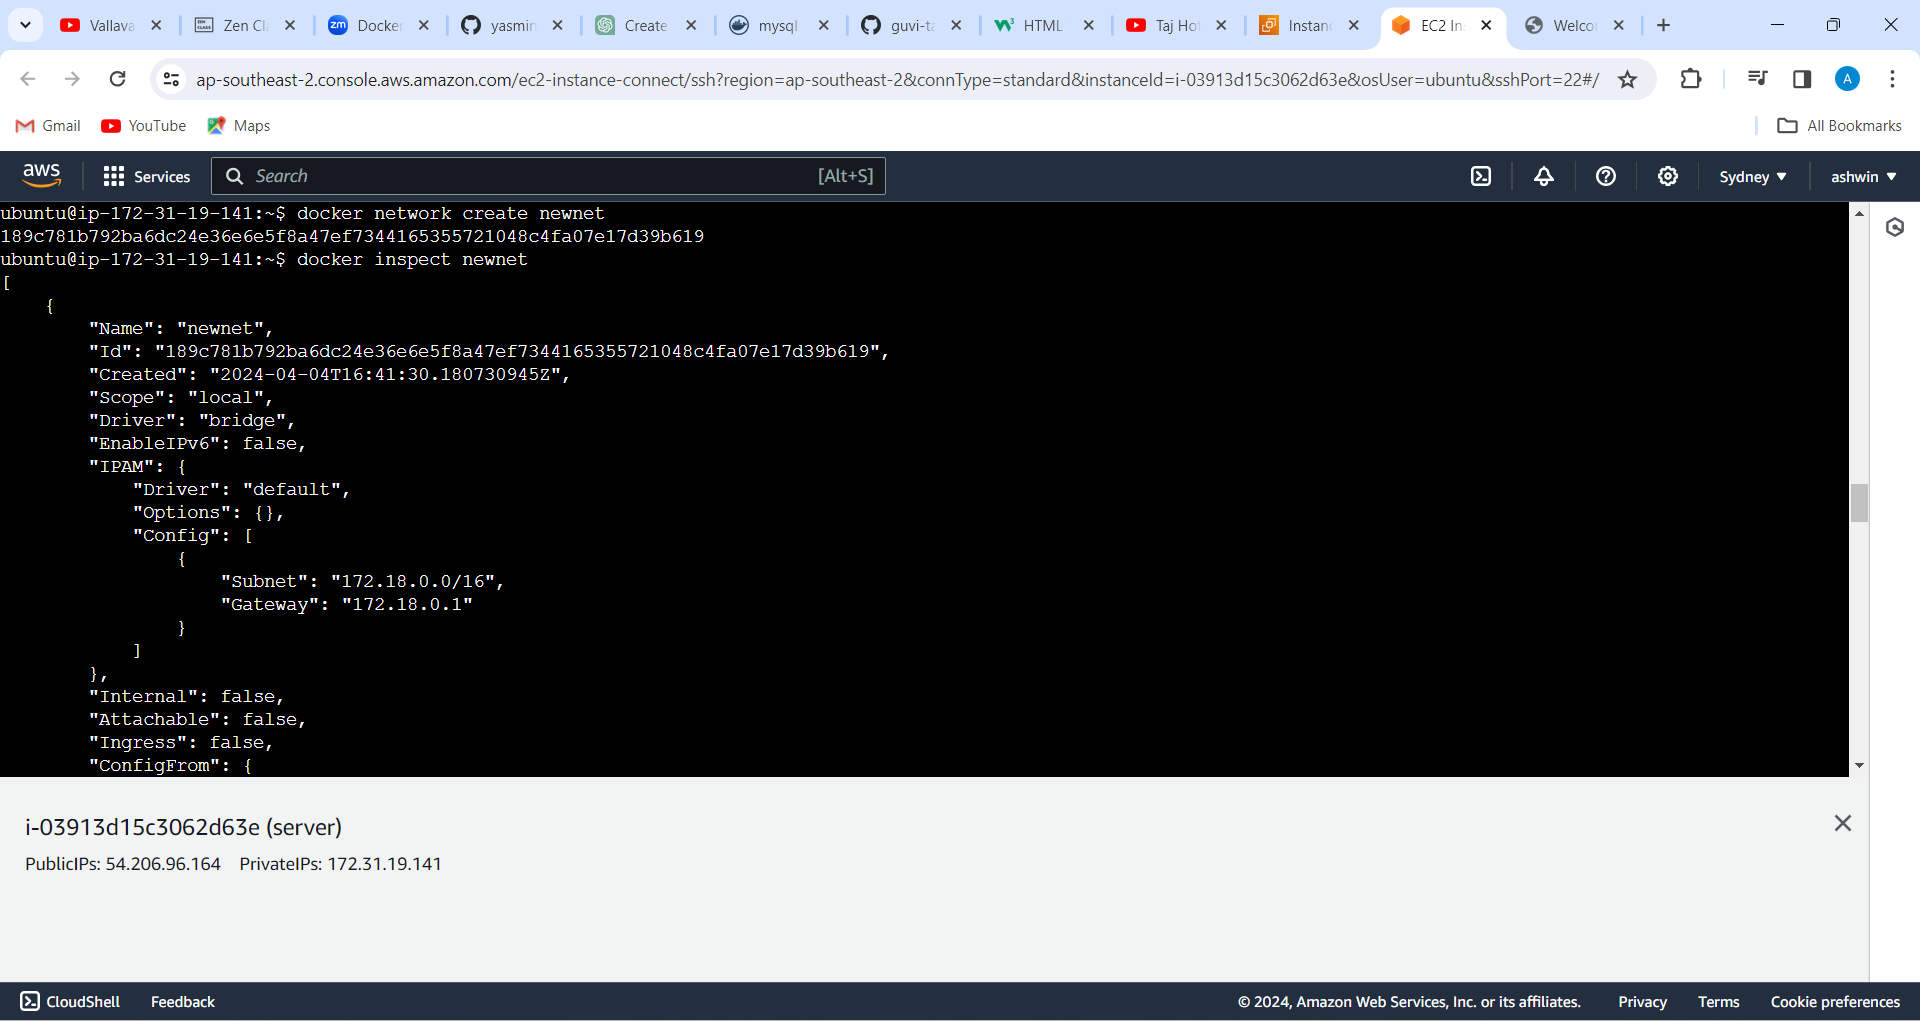 Vallava
Zen Cl
zm Docke
yasmin
Create
mysql
guvi-ta
HTML
Taj Ho
Instanc
EC2 In
Welco
ap-southeast-2.console.aws.amazon.com/ec2-instance-connect/ssh?region=ap-southeast-2&connType=standard&instanceId=i-03913d15c3062d63e&osUser=ubuntu&sshPort=22#/
A
Gmail YouTube Maps All Bookmarks
aws Services Search [Alt+S] Sydney ashwin
ubuntu@ip-172-31-19-141:~$ docker network create newnet
189c781b792ba6dc24e36e6e5f8a47ef7344165355721048c4fa07e17d39b619
ubuntu@ip-172-31-19-141:~$ docker inspect newnet
[
{
"Name": "newnet",
"Id": "189c781b792ba6dc24e36e6e5f8a47ef7344165355721048c4fa07e17d39b619",
"Created": "2024-04-04T16:41:30.180730945Z",
"Scope": "local",
"Driver": "bridge",
"EnableIPv6": false,
"IPAM": {
"Driver": "default",
"Options": {},
"Config": [
{
"Subnet": "172.18.0.0/16",
"Gateway": "172.18.0.1"
}
]
},
"Internal": false,
"Attachable": false,
"Ingress": false,
"ConfigFrom": {
i-03913d15c3062d63e (server)
PublicIPs: 54.206.96.164 PrivateIPs: 172.31.19.141
CloudShell Feedback © 2024, Amazon Web Services, Inc. or its affiliates. Privacy Terms Cookie preferences